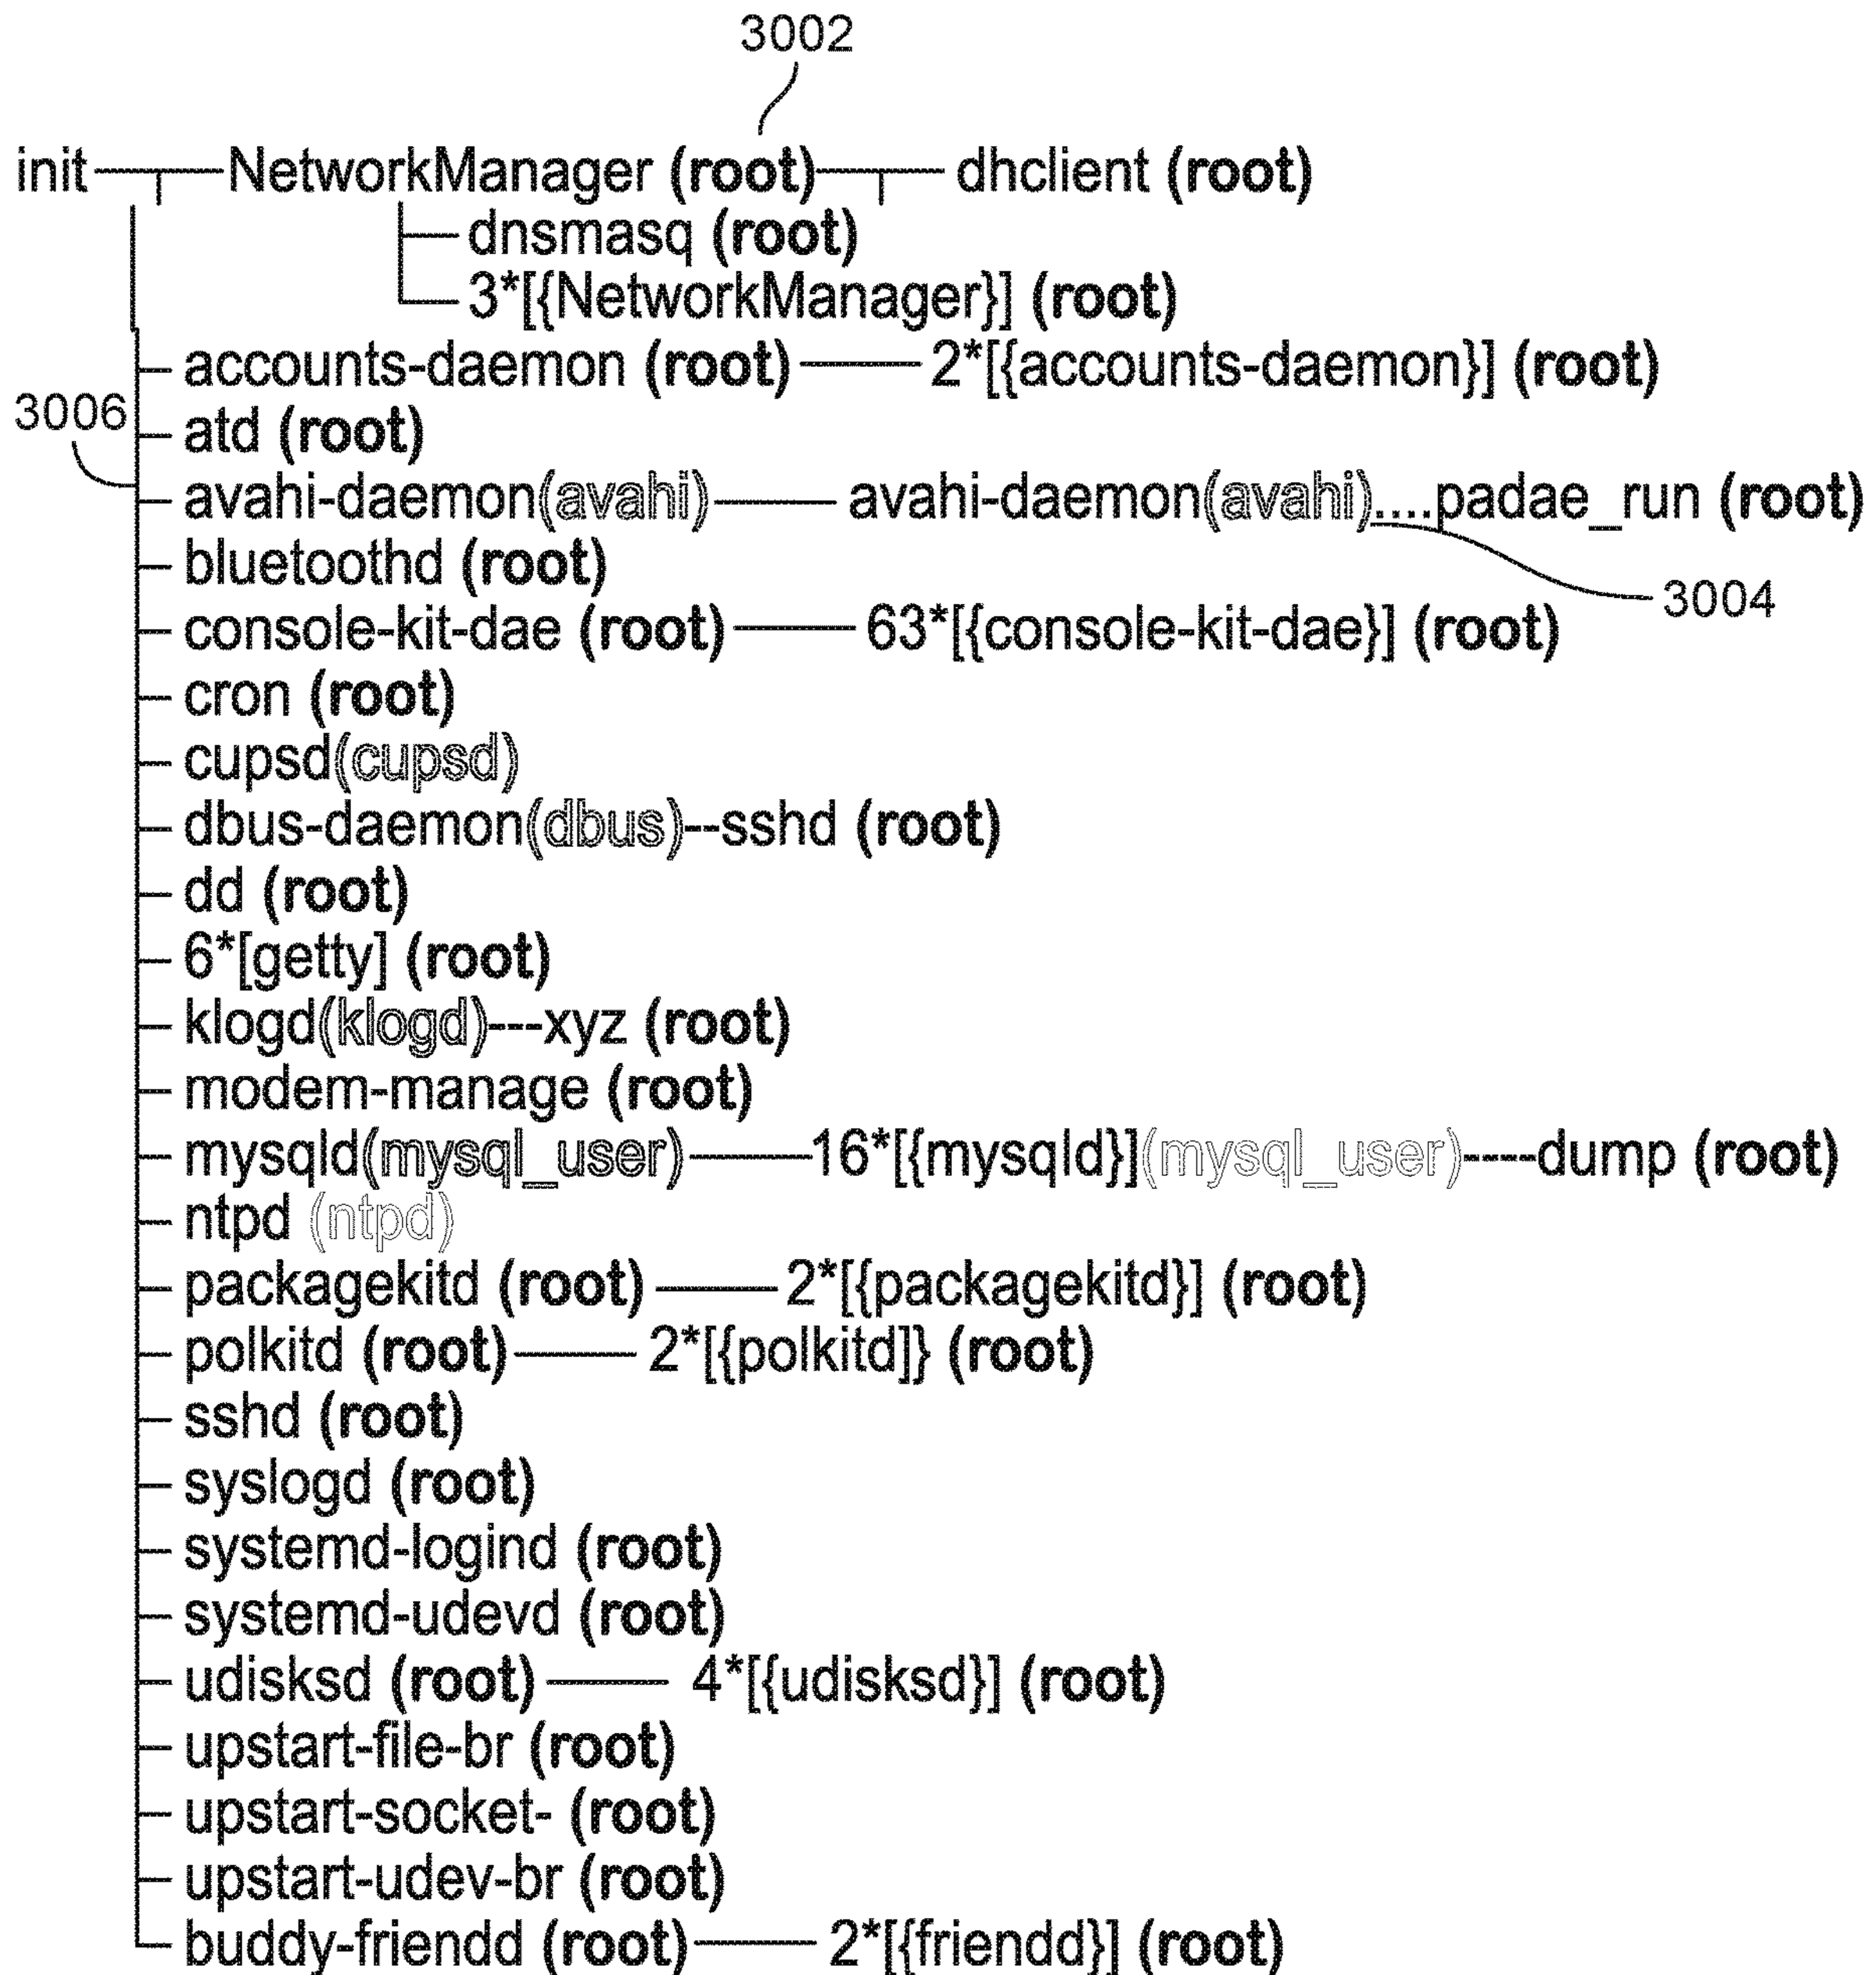 3002
init NetworkManager (root) dhclient (root)
dnsmasq (root)
3*[{NetworkManager}] (root)
accounts-daemon (root) 2*[{accounts-daemon}] (root)
3006
atd (root)
avahi-daemon(avahi) avahi-daemon(avahi)....padae_run (root)
bluetoothd (root)
3004
console-kit-dae (root) 63*[{console-kit-dae}] (root)
cron (root)
cupsd(cupsd)
dbus-daemon(dbus)--sshd (root)
dd (root)
6*[getty] (root)
klogd(klogd)---xyz (root)
modem-manage (root)
mysqld(mysql_user) 16*[{mysqld}](mysql_user)----dump (root)
ntpd (ntpd)
packagekitd (root) 2*[{packagekitd}] (root)
polkitd (root) 2*[{polkitd]} (root)
sshd (root)
syslogd (root)
systemd-logind (root)
systemd-udevd (root)
udisksd (root) 4*[{udisksd}] (root)
upstart-file-br (root)
upstart-socket- (root)
upstart-udev-br (root)
buddy-friendd (root) 2*[{friendd}] (root)